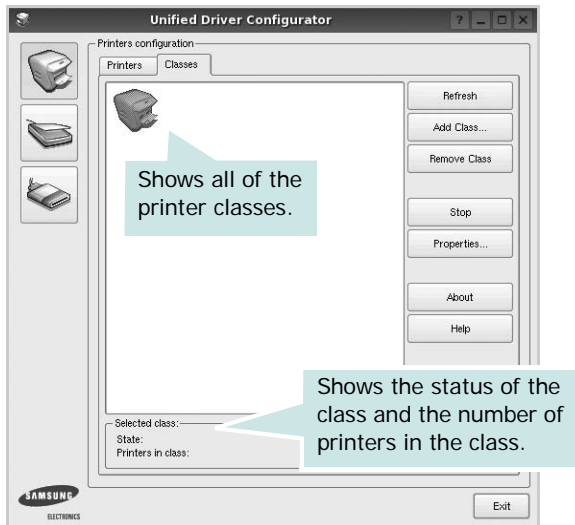 Unified Driver Configurator
Printers configuration
Printers
Classes
Refresh
Add Class...
Remove Class
Shows all of the
printer classes.
Stop
Properties...
About
Help
Shows the status of the
class and the number of
printers in the class.
Selected class:
State:
Printers in class:
SAMSUNG
ELECTRONICS
Exit